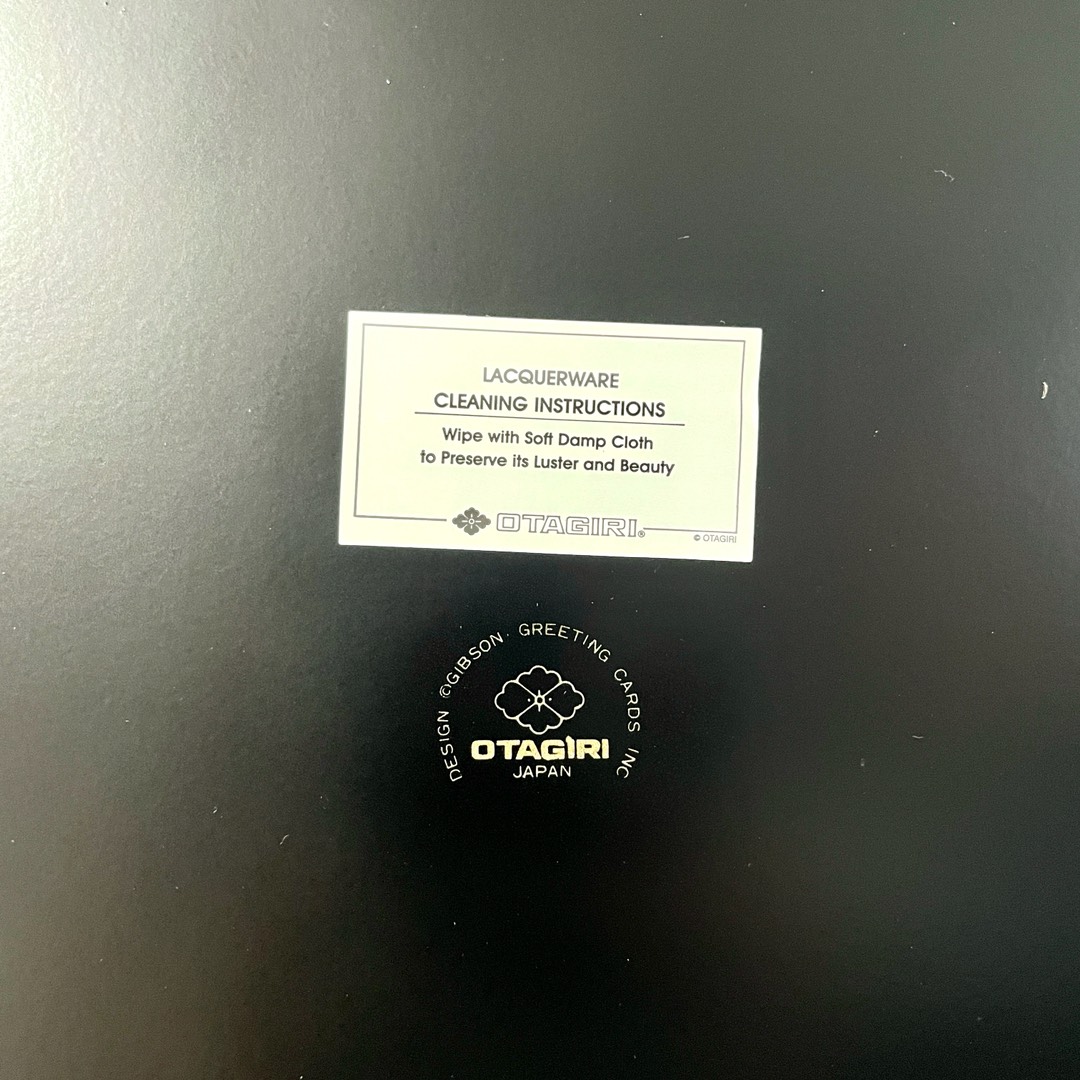 LACQUERWARE
CLEANING INSTRUCTIONS
Wipe with Soft Damp Cloth
to Preserve its Luster and Beauty
OTAGIRI®
© OTAGIRI
DESIGN ©GIBSON. GREETING CARDS INC
OTAGIRI
JAPAN